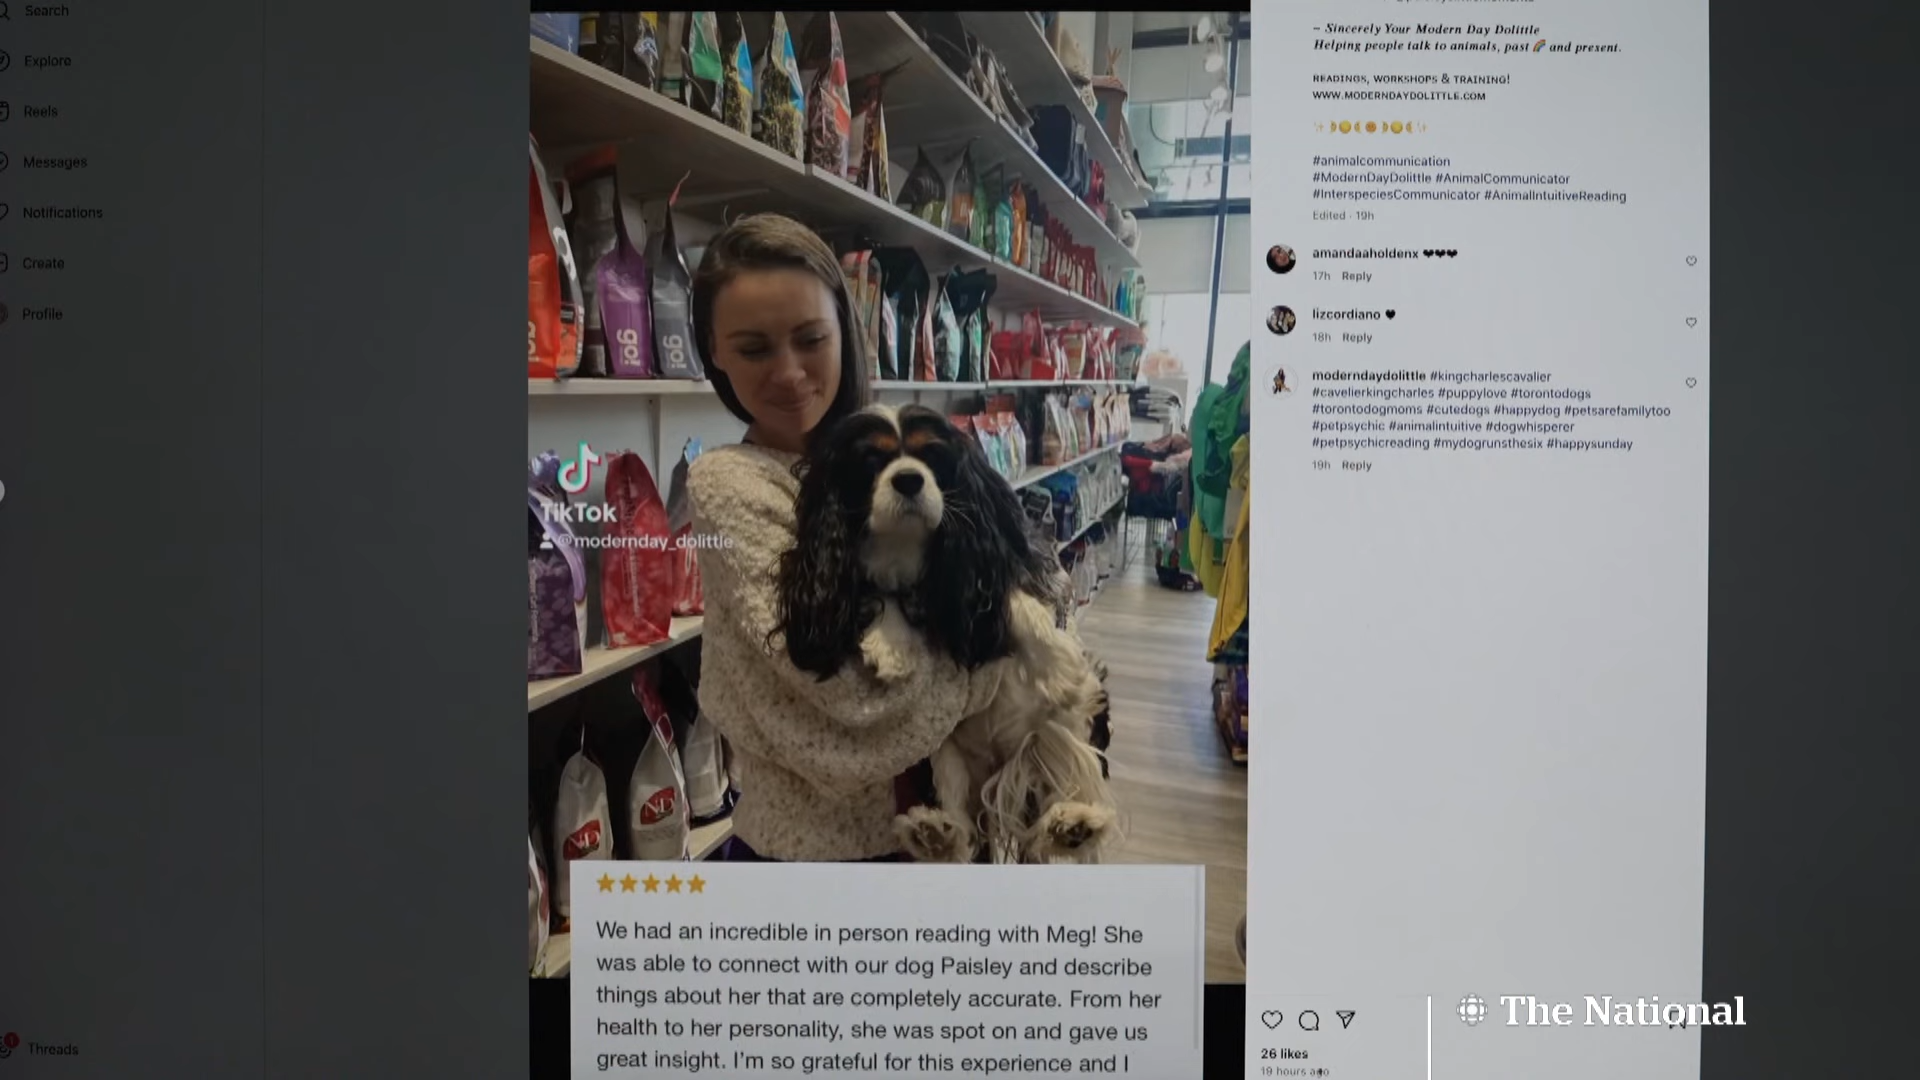 Search
Explore
Reels
Messages
Notifications
Create
Profile
Threads
1
go!
go!
TikTok
@modernday_dolittle
N&D
N&D
We had an incredible in person reading with Meg! She
was able to connect with our dog Paisley and describe
things about her that are completely accurate. From her
health to her personality, she was spot on and gave us
great insight. I'm so grateful for this experience and I
– Sincerely Your Modern Day Dolittle
Helping people talk to animals, past 🌈 and present.
READINGS, WORKSHOPS & TRAINING!
WWW.MODERNDAYDOLITTLE.COM
#animalcommunication
#ModernDayDolittle #AnimalCommunicator
#InterspeciesCommunicator #AnimalIntuitiveReading
Edited · 19h
amandaaholdenx ❤❤❤
17h Reply
lizcordiano ❤
18h Reply
moderndaydolittle #kingcharlescavalier
#cavelierkingcharles #puppylove #torontodogs
#torontodogmoms #cutedogs #happydog #petsarefamilytoo
#petpsychic #animalintuitive #dogwhisperer
#petpsychicreading #mydogrunsthesix #happysunday
19h Reply
26 likes
19 hours ago
The National